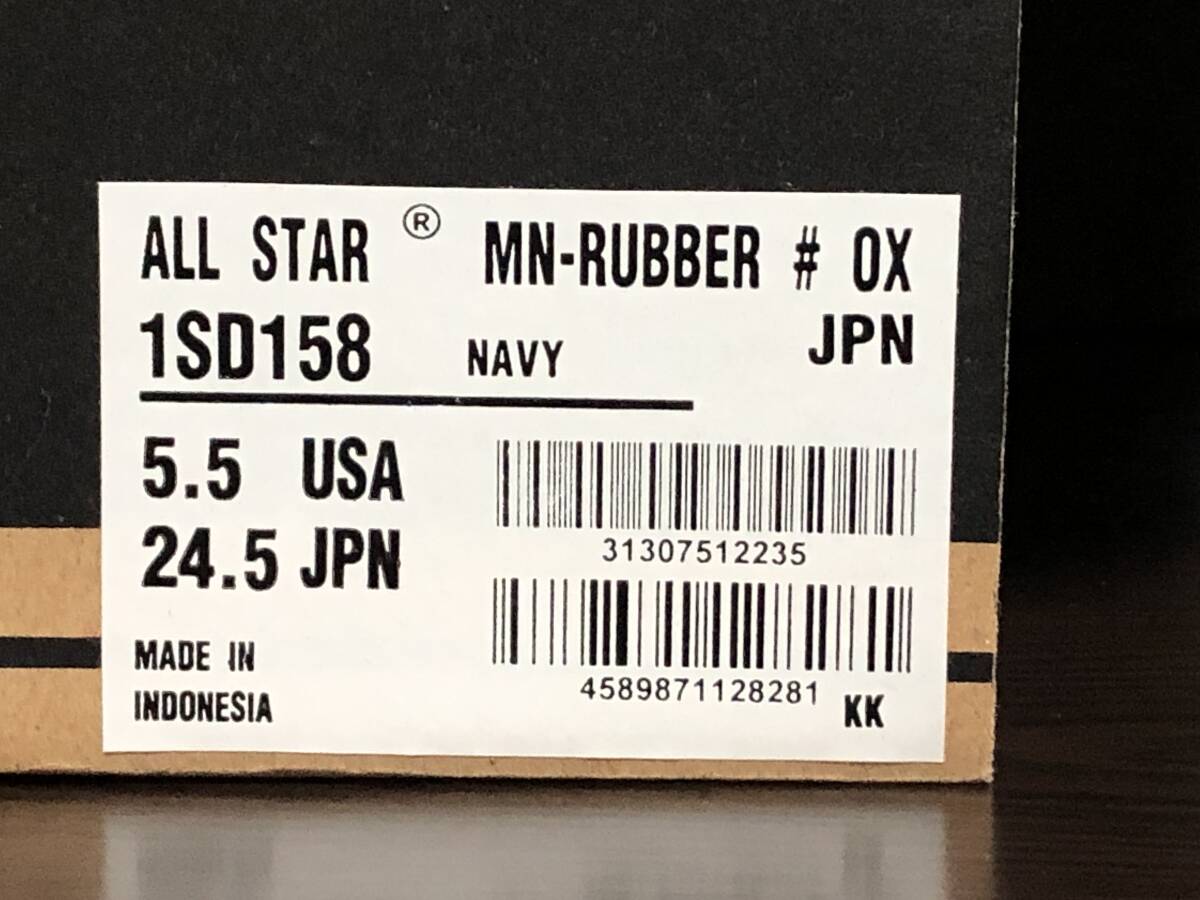 ALL STAR ® MN-RUBBER # OX
1SD158 NAVY JPN
5.5 USA
24.5 JPN
31307512235
4589871128281 KK
MADE IN
INDONESIA